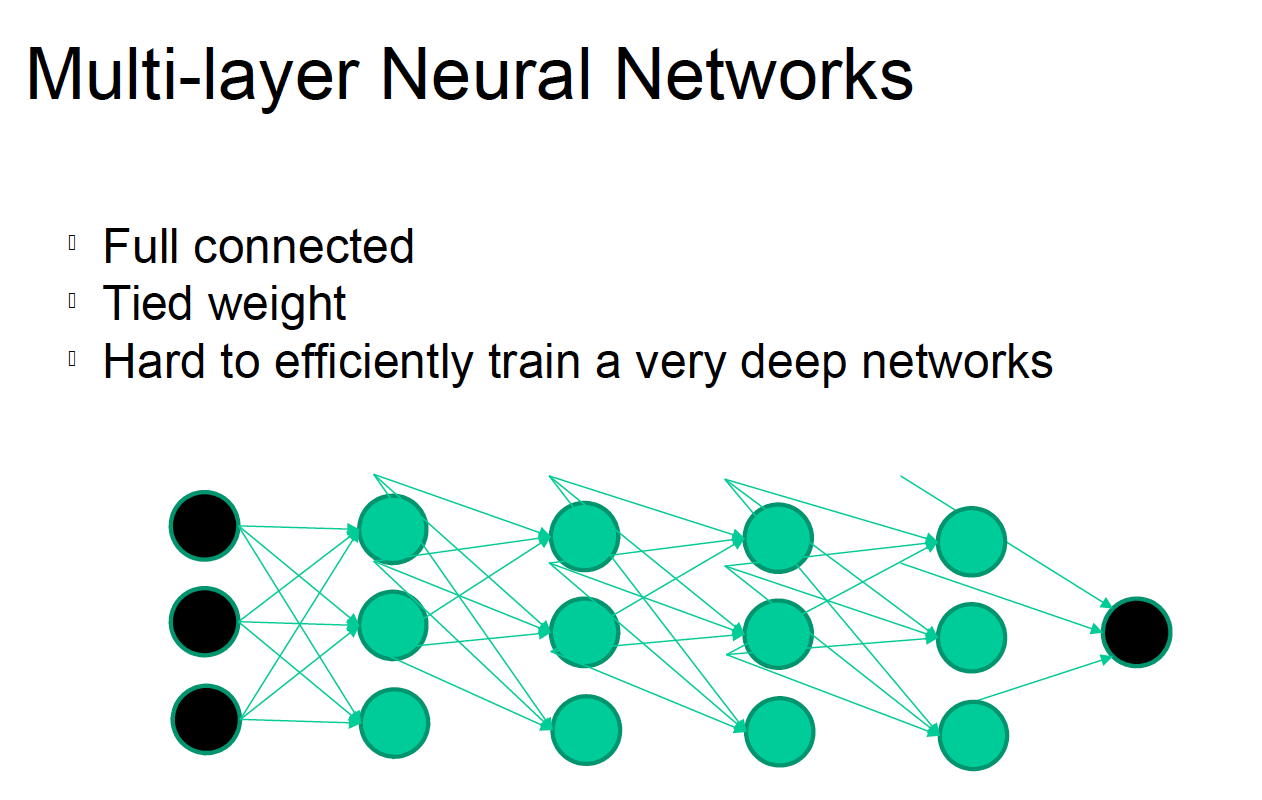 Multi-layer Neural Networks
Full connected
Tied weight
Hard to efficiently train a very deep networks